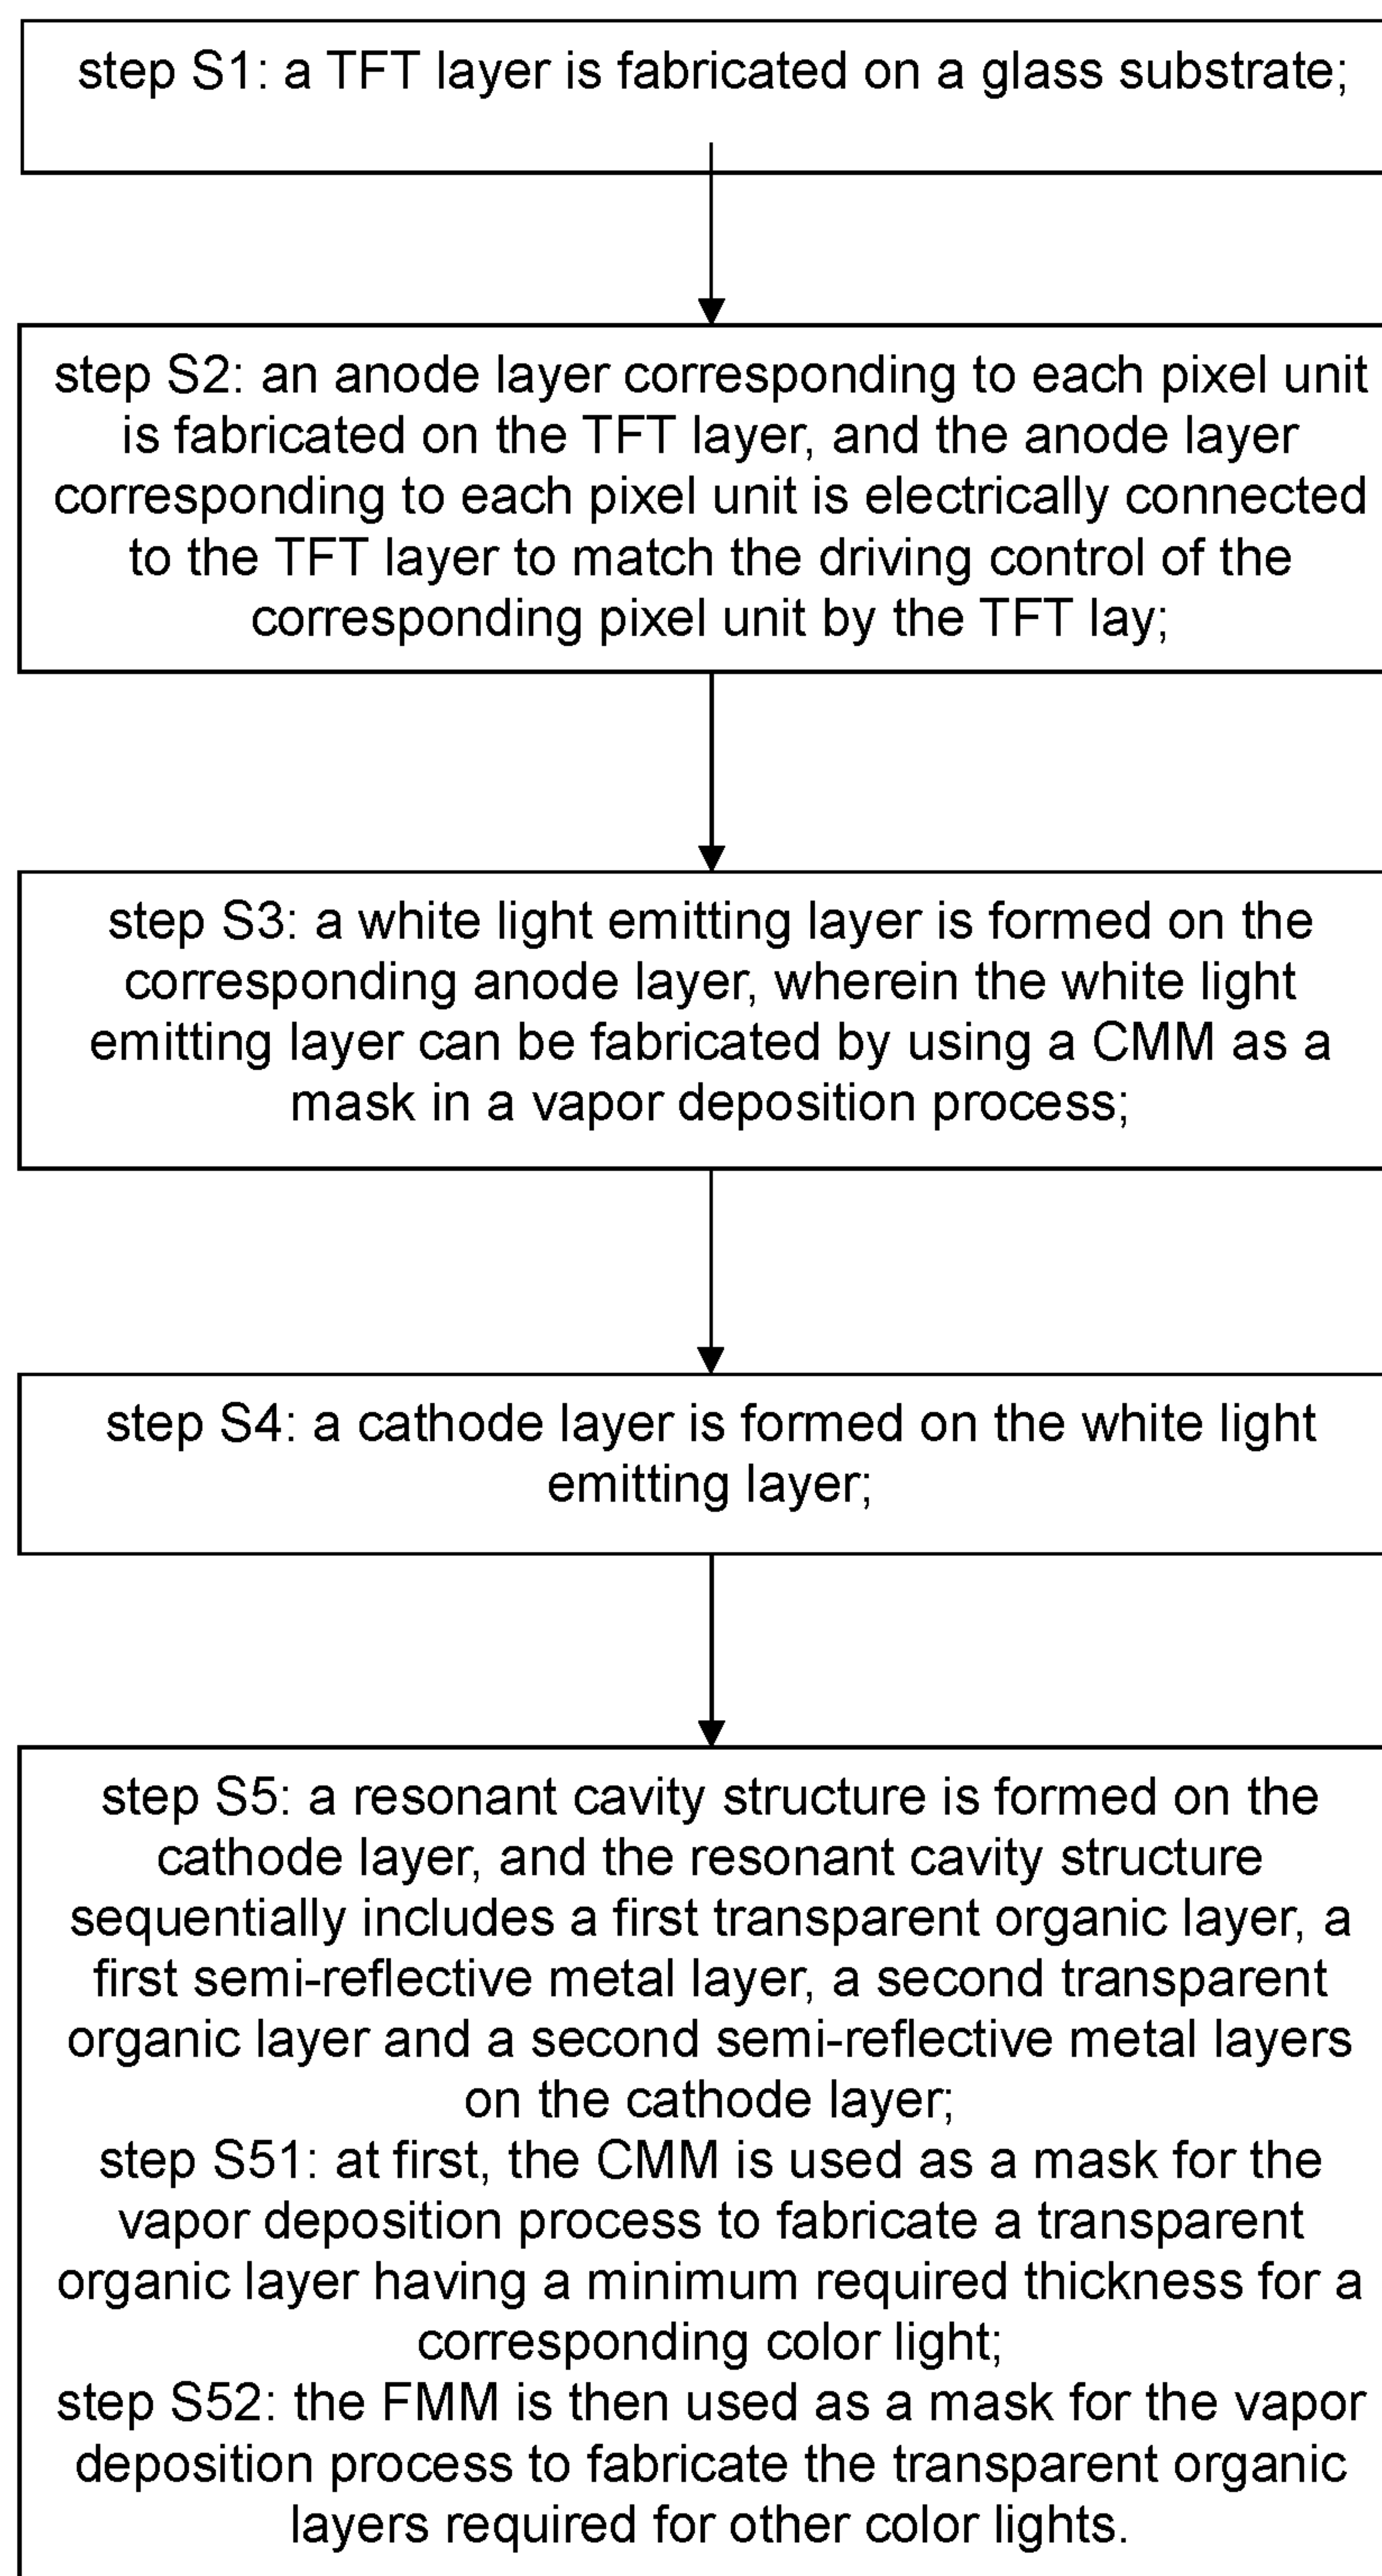 step S1: a TFT layer is fabricated on a glass substrate;
step S2: an anode layer corresponding to each pixel unit
is fabricated on the TFT layer, and the anode layer
corresponding to each pixel unit is electrically connected
to the TFT layer to match the driving control of the
corresponding pixel unit by the TFT lay;
step S3: a white light emitting layer is formed on the
corresponding anode layer, wherein the white light
emitting layer can be fabricated by using a CMM as a
mask in a vapor deposition process;
step S4: a cathode layer is formed on the white light
emitting layer;
step S5: a resonant cavity structure is formed on the
cathode layer, and the resonant cavity structure
sequentially includes a first transparent organic layer, a
first semi-reflective metal layer, a second transparent
organic layer and a second semi-reflective metal layers
on the cathode layer;
step S51: at first, the CMM is used as a mask for the
vapor deposition process to fabricate a transparent
organic layer having a minimum required thickness for a
corresponding color light;
step S52: the FMM is then used as a mask for the vapor
deposition process to fabricate the transparent organic
layers required for other color lights.